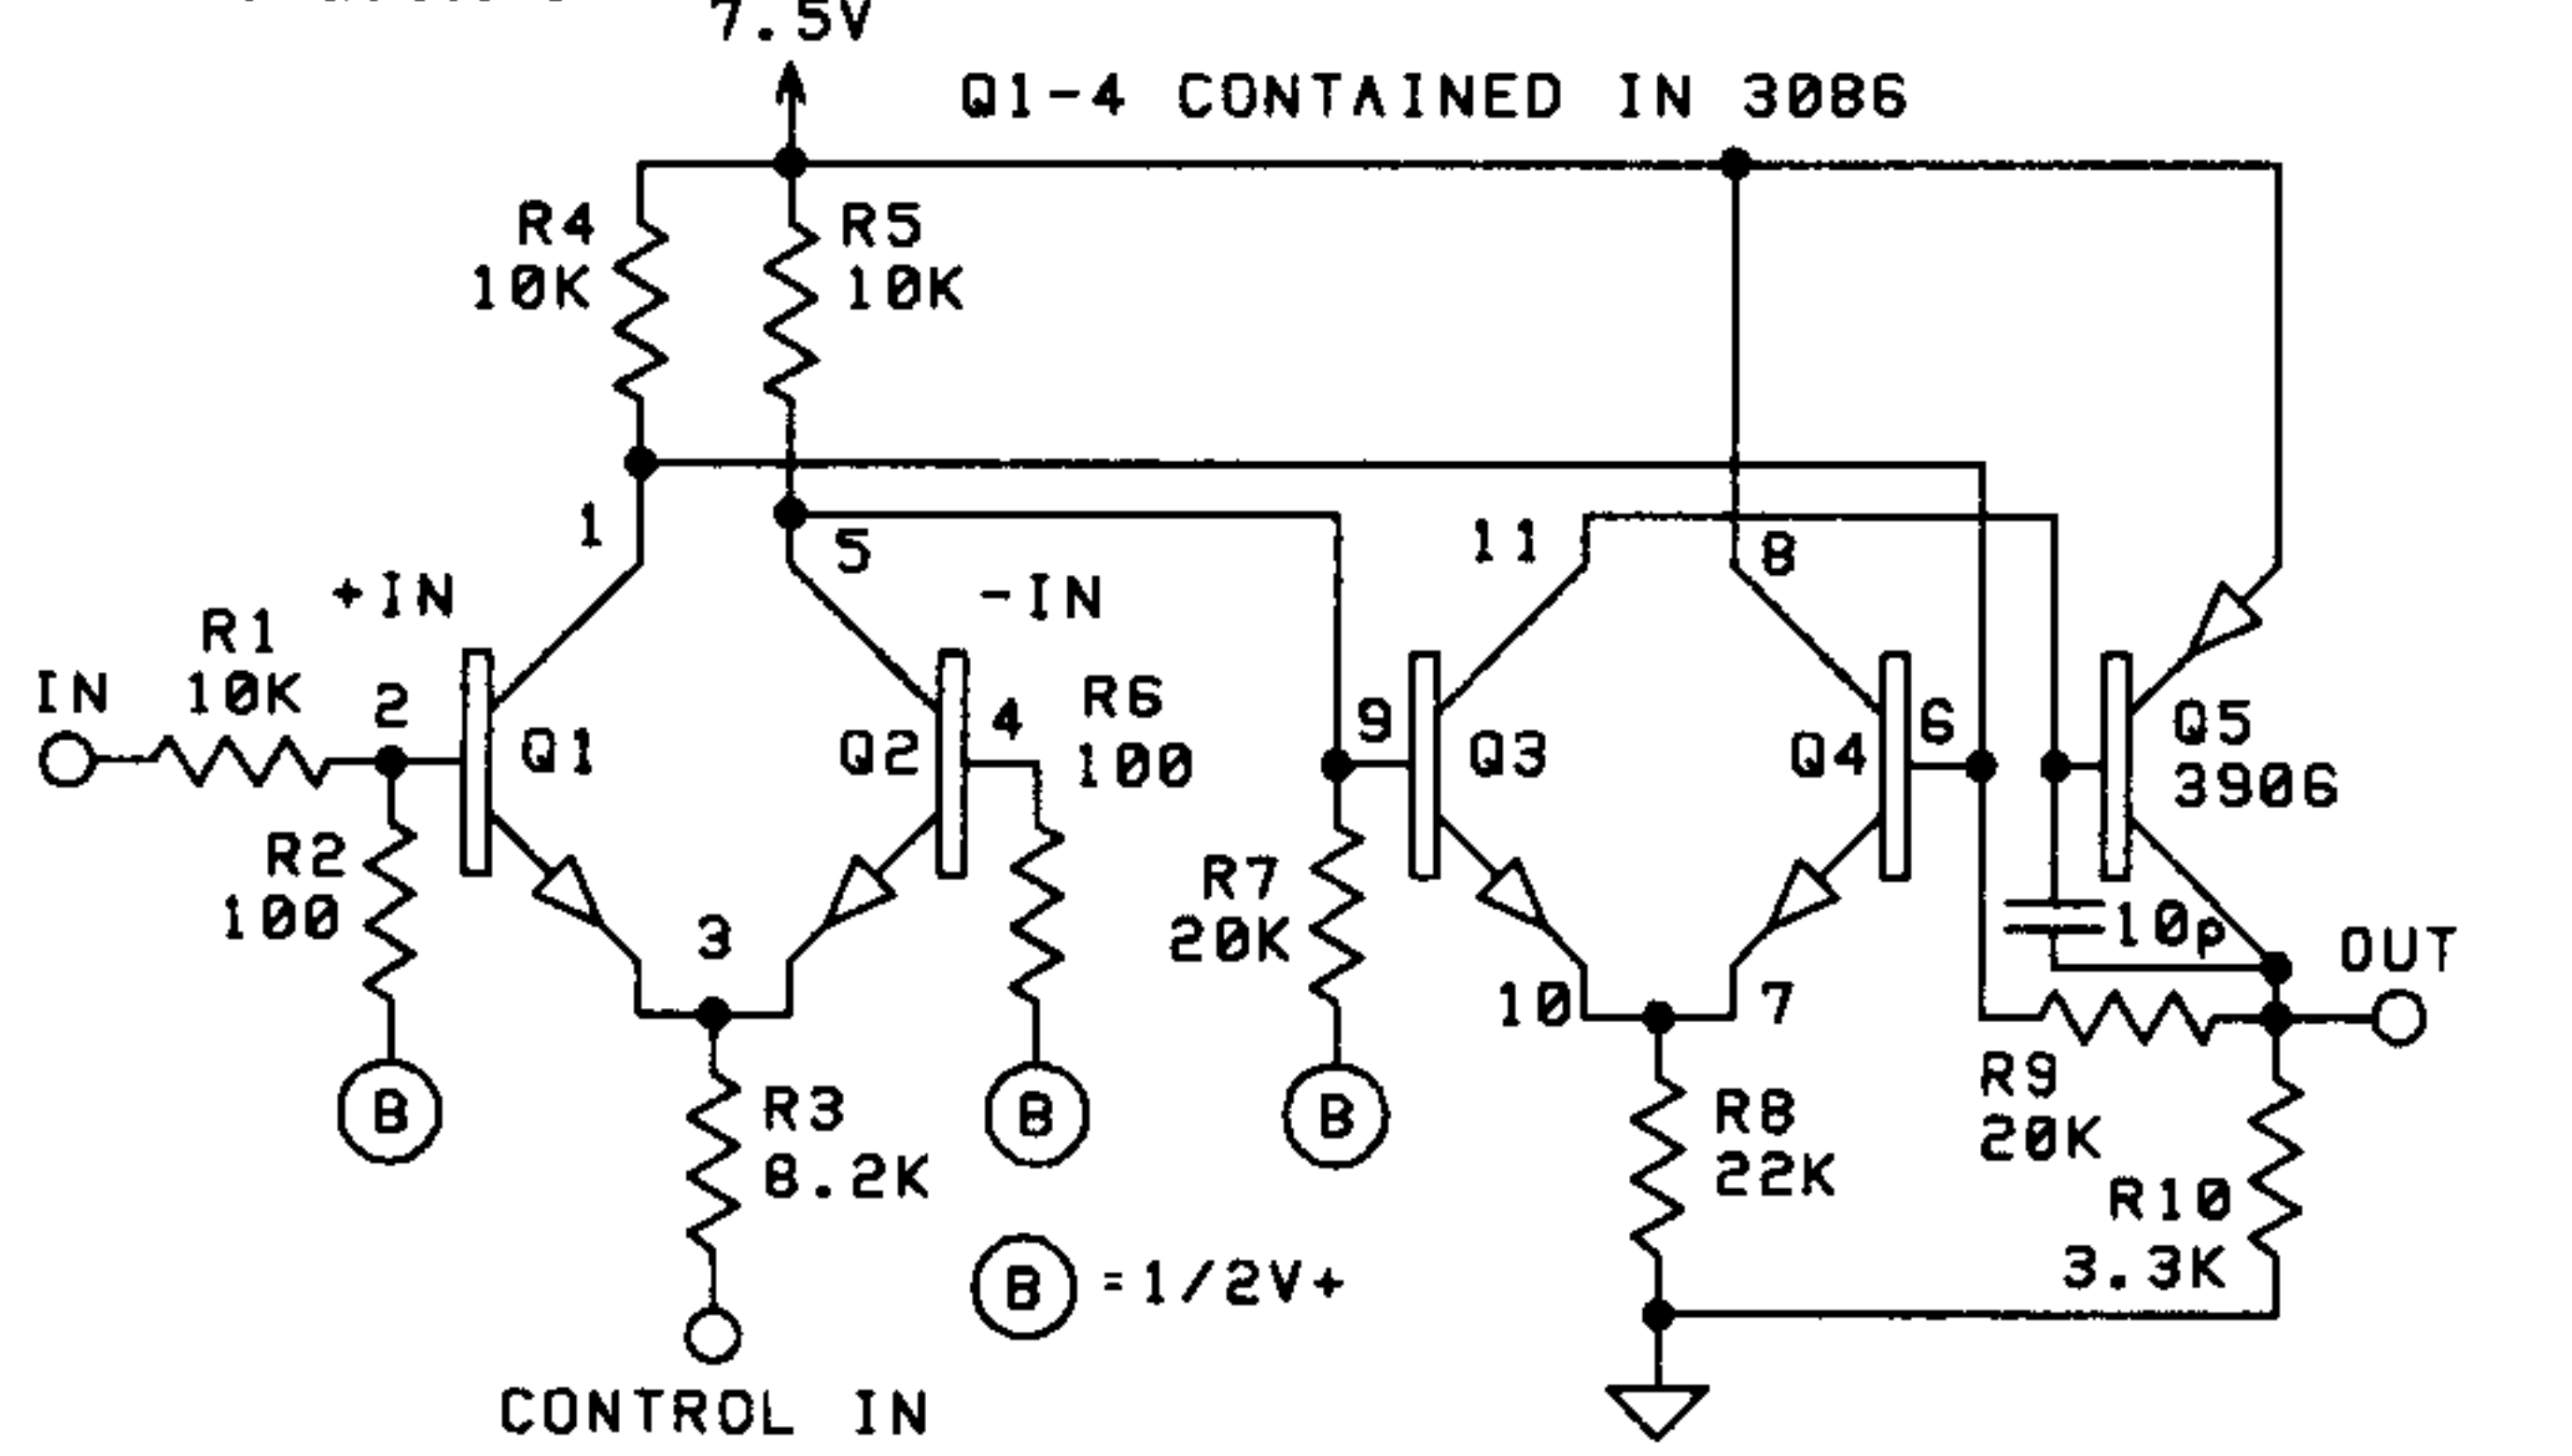 7.5V
Q1-4 CONTAINED IN 3086
R4
10K
R5
10K
1
5
11
8
+IN
-IN
R1
10K
IN
2
Q1
Q2
4
R6
100
9
Q3
Q4
6
Q5
3906
R2
100
3
R7
20K
10p
OUT
10
7
B
R3
8.2K
B
B
R8
22K
R9
20K
R10
3.3K
B =1/2V+
CONTROL IN